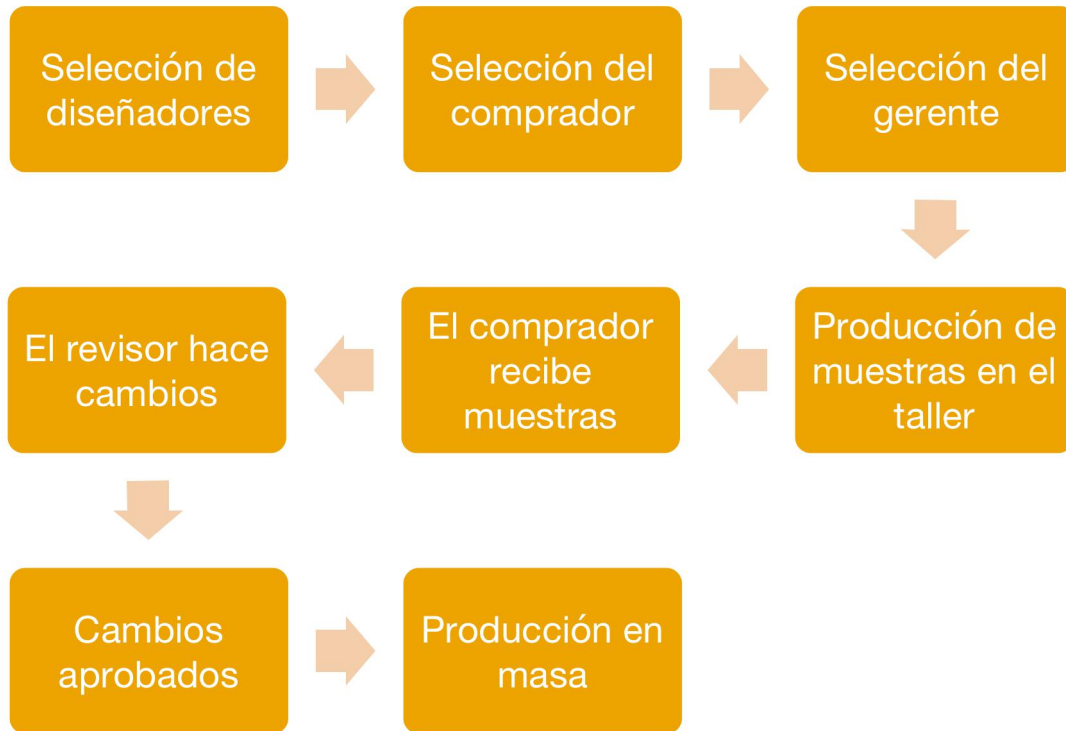 Selección de
diseñadores
Selección del
comprador
Selección del
gerente
Producción de
muestras en el
taller
El comprador
recibe
muestras
El revisor hace
cambios
Cambios
aprobados
Producción en
masa